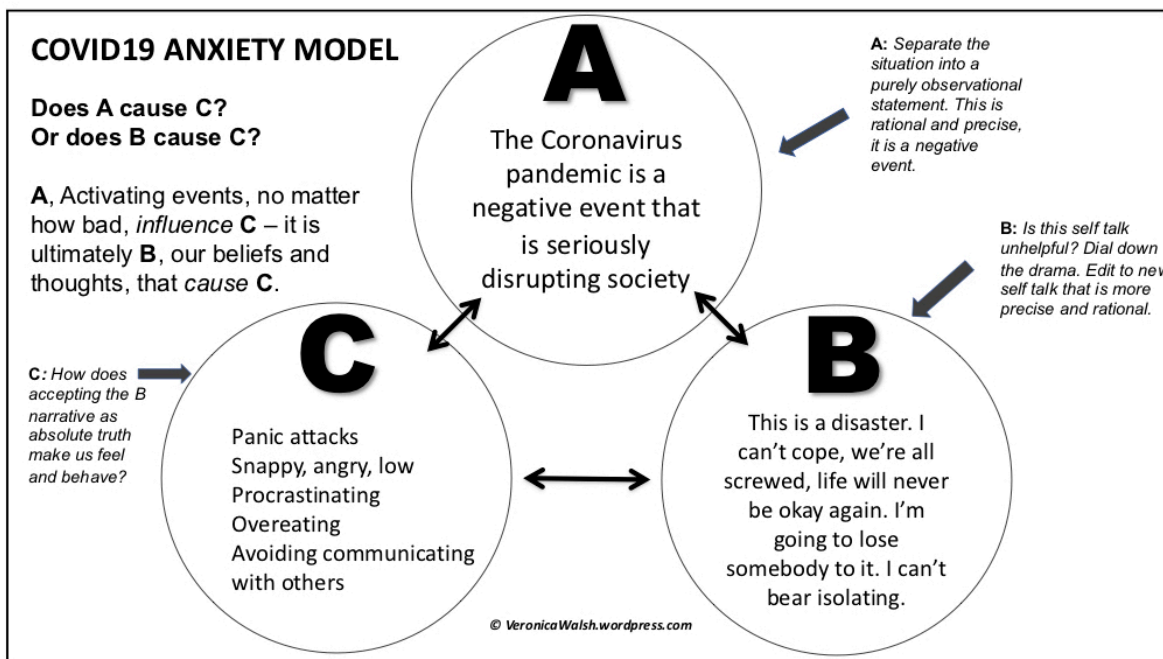 COVID19 ANXIETY MODEL
Does A cause C?
Or does B cause C?
A, Activating events, no matter
how bad, influence C – it is
ultimately B, our beliefs and
thoughts, that cause C.
A
The Coronavirus
pandemic is a
negative event that
is seriously
disrupting society
A: Separate the
situation into a
purely observational
statement. This is
rational and precise,
it is a negative
event.
B: Is this self talk
unhelpful? Dial down
the drama. Edit to new
self talk that is more
precise and rational.
B
This is a disaster. I
can’t cope, we’re all
screwed, life will never
be okay again. I’m
going to lose
somebody to it. I can’t
bear isolating.
C
Panic attacks
Snappy, angry, low
Procrastinating
Overeating
Avoiding communicating
with others
C: How does
accepting the B
narrative as
absolute truth
make us feel
and behave?
© VeronicaWalsh.wordpress.com